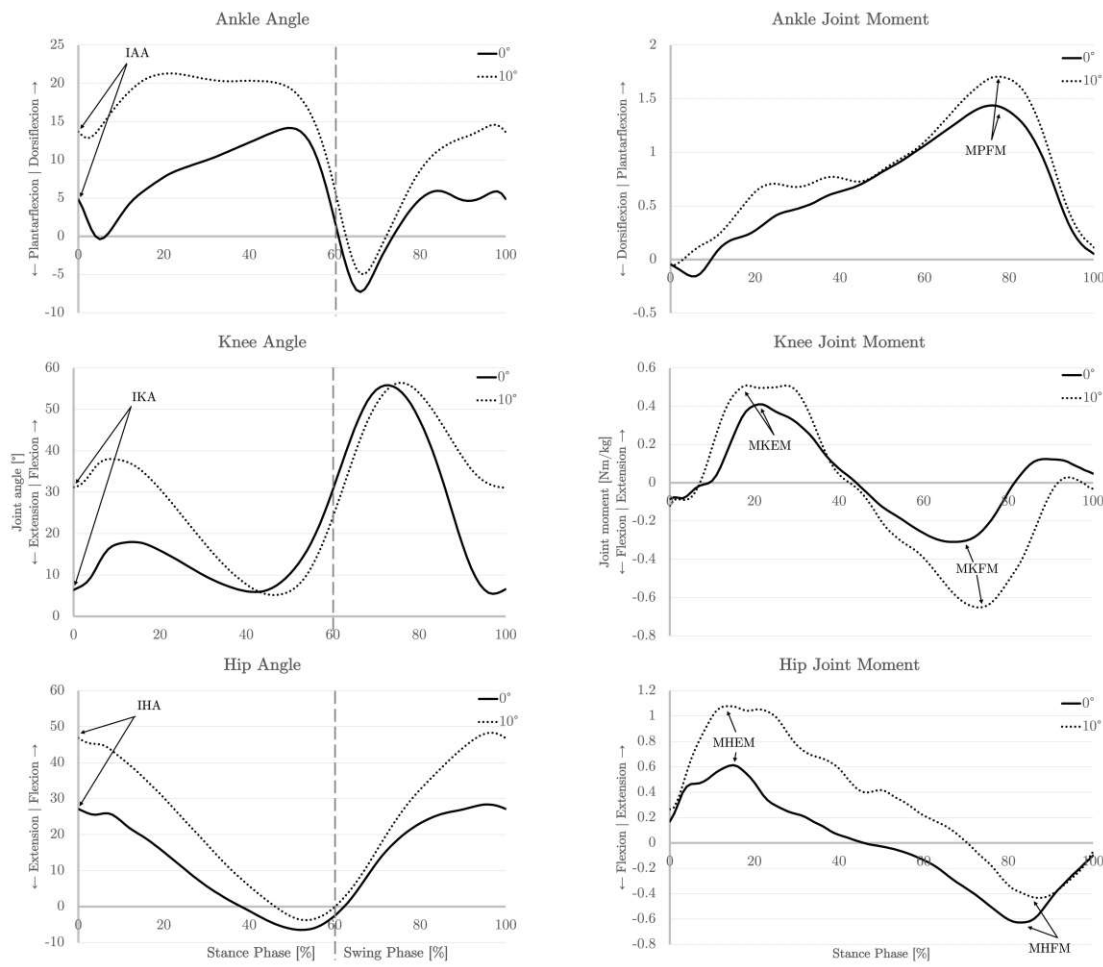 Ankle Angle
← Plantarflexion | Dorsiflexion →
25
20
15
10
5
0
-5
-10
IAA
0°
10°
0 20 40 60 80 100
Ankle Joint Moment
← Dorsiflexion | Plantarflexion →
2
1.5
1
0.5
0
-0.5
0°
10°
MPFM
0 20 40 60 80 100
Knee Angle
Joint angle [°]
← Extension | Flexion →
60
50
40
30
20
10
0
IKA
0°
10°
0 20 40 60 80 100
Knee Joint Moment
Joint moment [Nm/kg]
← Flexion | Extension →
0.6
0.4
0.2
0
-0.2
-0.4
-0.6
-0.8
0°
10°
MKEM
MKFM
0 20 40 60 80 100
Hip Angle
← Extension | Flexion →
60
50
40
30
20
10
0
-10
IHA
0°
10°
0 20 40 60 80 100
Stance Phase [%] Swing Phase [%]
Hip Joint Moment
← Flexion | Extension →
1.2
1
0.8
0.6
0.4
0.2
0
-0.2
-0.4
-0.6
-0.8
0°
10°
MHEM
MHFM
0 20 40 60 80 100
Stance Phase [%]